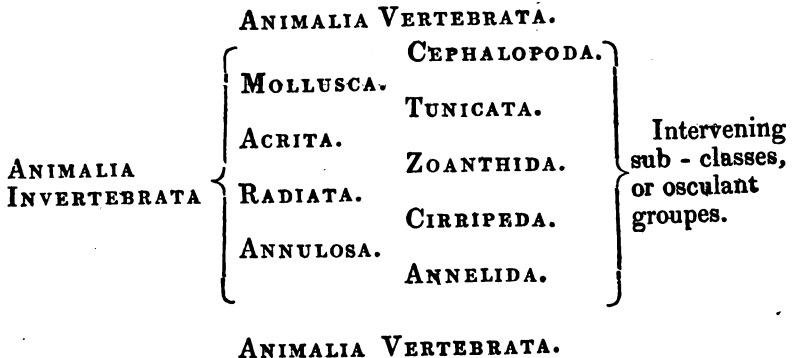 ANIMALIA VERTEBRATA.
CEPHALOPODA.
MOLLUSCA.
TUNICATA.
ACRITA.
ZOANTHIDA.
RADIATA.
CIRRIPEDA.
ANNULOSA.
ANNELIDA.
ANIMALIA
INVERTEBRATA
Intervening
sub - classes,
or osculant
groupes.
ANIMALIA VERTEBRATA.